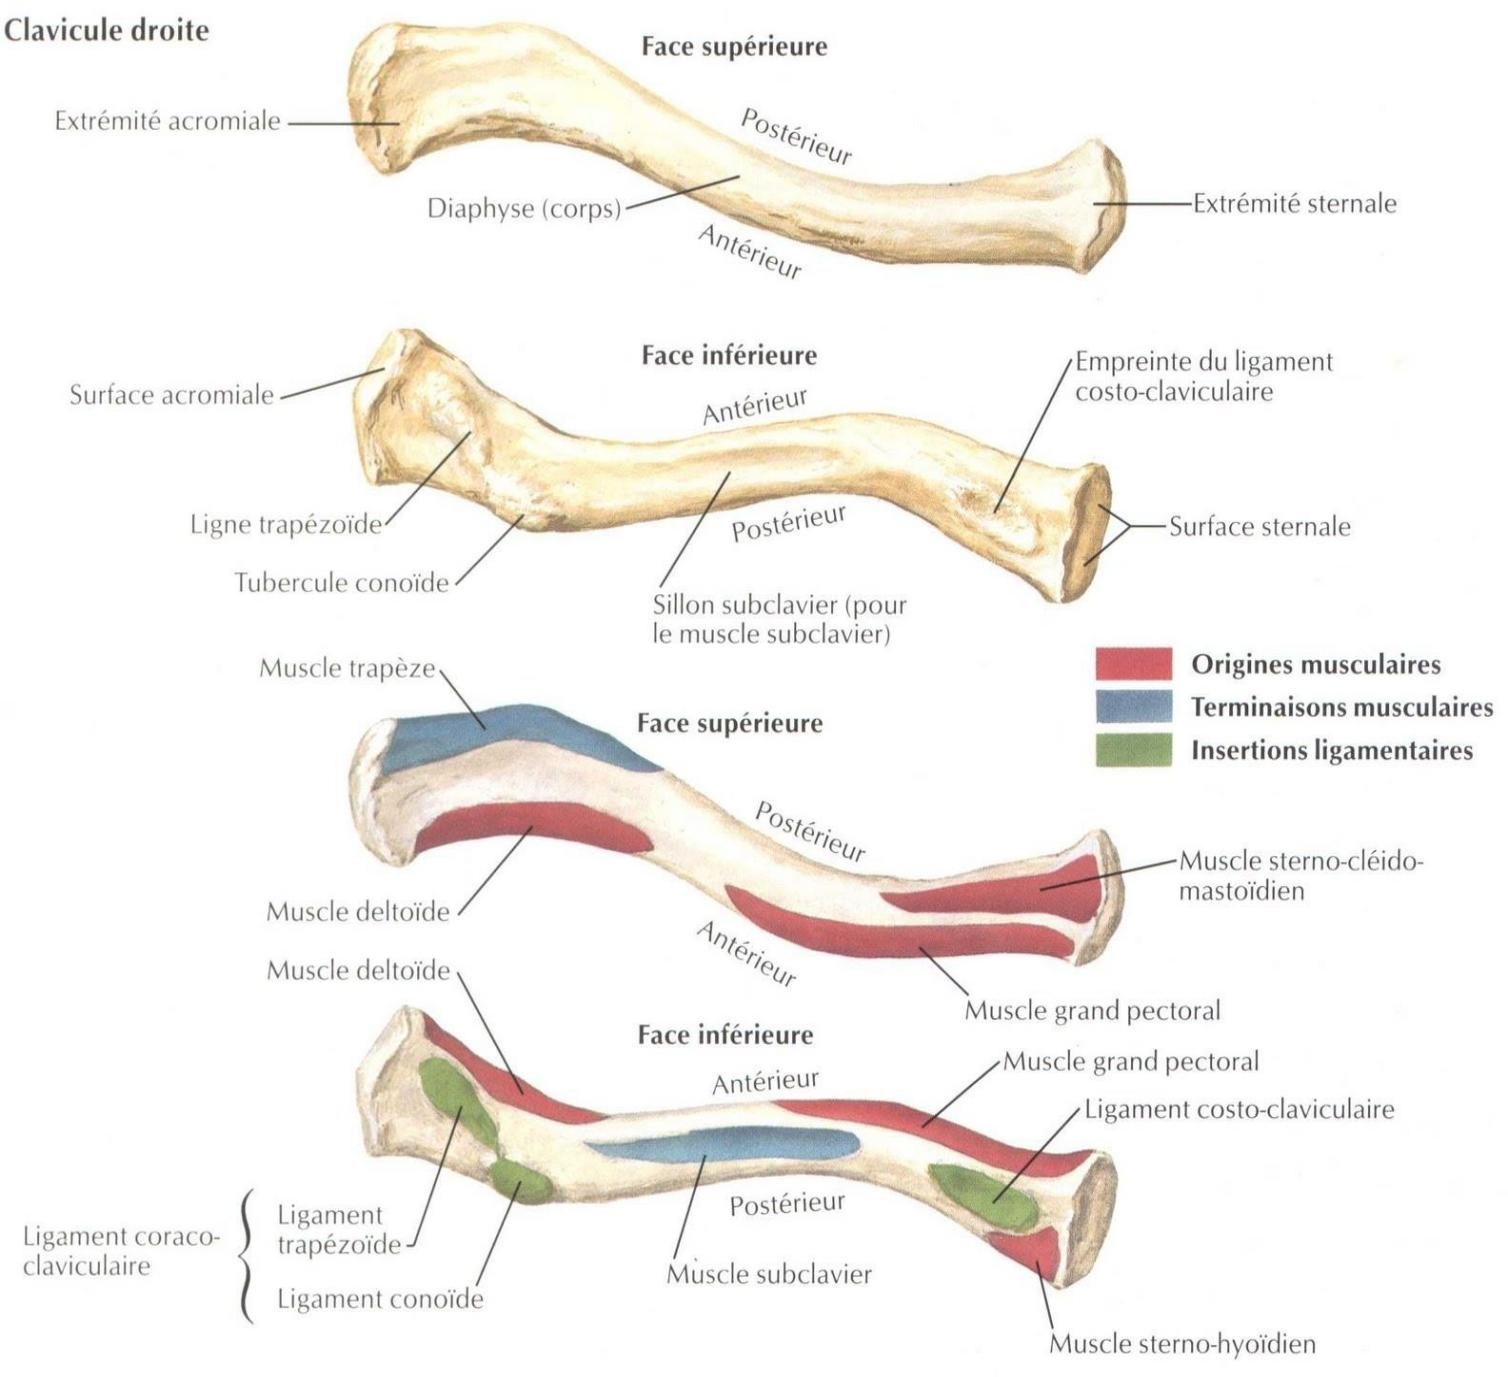 Clavicule droite
Face supérieure
Extrémité acromiale
Postérieur
Diaphyse (corps)
Extrémité sternale
Antérieur
Face inférieure
Empreinte du ligament
costo-claviculaire
Surface acromiale
Antérieur
Ligne trapézoïde
Postérieur
Surface sternale
Tubercule conoïde
Sillon subclavier (pour
le muscle subclavier)
Origines musculaires
Terminaisons musculaires
Insertions ligamentaires
Muscle trapèze
Face supérieure
Postérieur
Muscle sterno-cléido-
mastoïdien
Muscle deltoïde
Antérieur
Muscle grand pectoral
Muscle deltoïde
Face inférieure
Antérieur
Muscle grand pectoral
Ligament costo-claviculaire
Postérieur
Ligament coraco-
claviculaire
Ligament
trapézoïde
Ligament conoïde
Muscle subclavier
Muscle sterno-hyoïdien